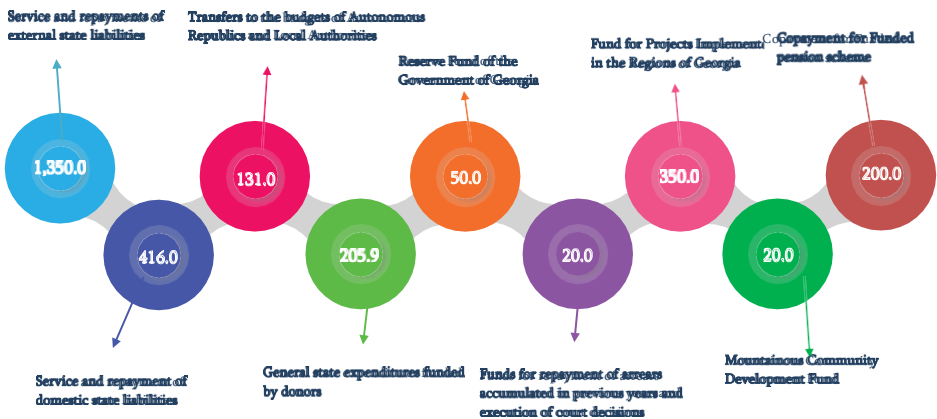 Service and repayments of
external state liabilities
Transfers to the budgets of Autonomous
Republics and Local Authorities
Reserve Fund of the
Government of Georgia
Fund for Projects Implement
in the Regions of Georgia
Copayment for Funded
pension scheme
1,350.0
131.0
50.0
350.0
200.0
416.0
205.9
20.0
20.0
Service and repayment of
domestic state liabilities
General state expenditures funded
by donors
Funds for repayment of arrears
accumulated in previous years and
execution of court decisions
Mountainous Community
Development Fund